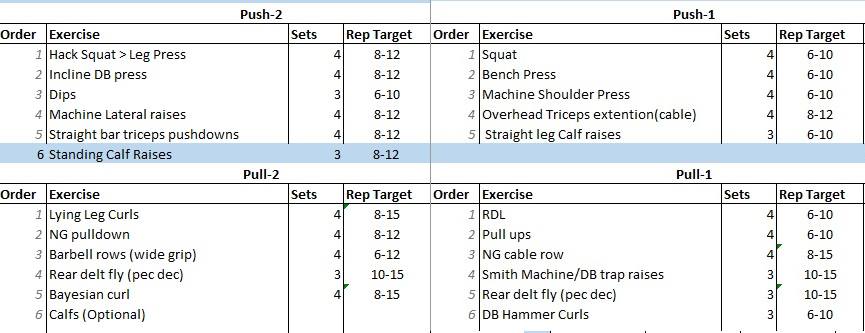 Push-2 Push-1
Order Exercise Sets Rep Target Order Exercise Sets Rep Target
1 Hack Squat > Leg Press 4 8-12 1 Squat 4 6-10
2 Incline DB press 4 8-12 2 Bench Press 4 6-10
3 Dips 3 6-10 3 Machine Shoulder Press 4 6-10
4 Machine Lateral raises 4 8-12 4 Overhead Triceps extention(cable) 4 8-12
5 Straight bar triceps pushdowns 4 8-12 5 Straight leg Calf raises 3 6-10
6 Standing Calf Raises 3 8-12
Pull-2 Pull-1
Order Exercise Sets Rep Target Order Exercise Sets Rep Target
1 Lying Leg Curls 4 8-15 1 RDL 4 6-10
2 NG pulldown 4 8-12 2 Pull ups 4 6-10
3 Barbell rows (wide grip) 4 6-12 3 NG cable row 4 8-15
4 Rear delt fly (pec dec) 3 10-15 4 Smith Machine/DB trap raises 3 10-15
5 Bayesian curl 4 8-15 5 Rear delt fly (pec dec) 3 10-15
6 Calfs (Optional) 6 DB Hammer Curls 3 6-10